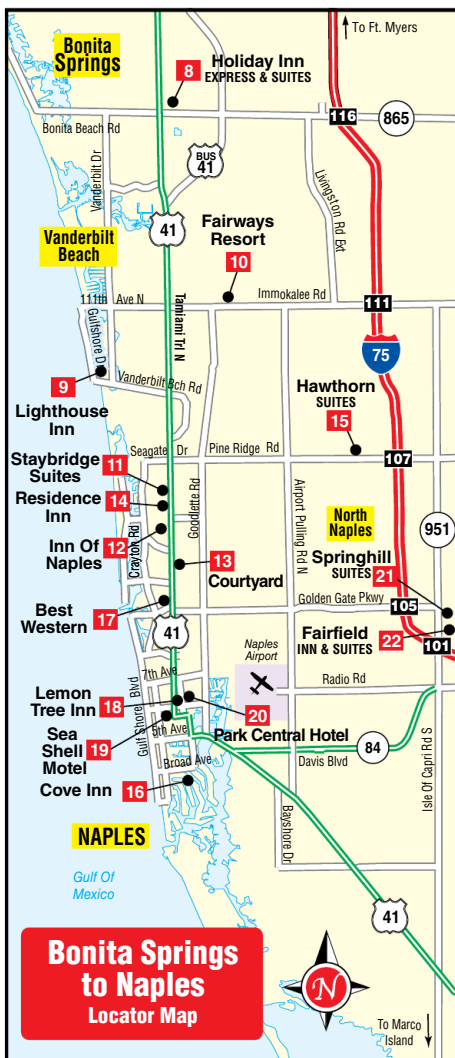 To Ft. Myers
Bonita
Springs
8
Holiday Inn
EXPRESS & SUITES
116
865
Bonita Beach Rd
BUS
41
Vanderbilt Dr
Livingston Rd Ext
41
Vanderbilt
Beach
Fairways
Resort
10
111th Ave N
Immokalee Rd
111
Tamiami Trl N
Gulfshore Dr
75
9
Vanderbilt Bch Rd
Lighthouse
Inn
Hawthorn
SUITES
15
Seagate Dr
Pine Ridge Rd
107
Staybridge
Suites
11
Residence
Inn
14
Goodlette Rd
Airport Pulling Rd N
North
Naples
951
Inn Of
Naples
12
Crayton Rd
13
Courtyard
Springhill
SUITES
21
Best
Western
17
Golden Gate Pkwy
105
41
Fairfield
INN & SUITES
22
101
7th Ave
Naples
Airport
Radio Rd
Gulf Shore Blvd
Lemon
Tree Inn
18
20
Park Central Hotel
Sea
Shell
Motel
19
5th Ave
84
Davis Blvd
Broad Ave
Cove Inn
16
Isle Of Capri Rd S
NAPLES
Bayshore Dr
Gulf Of
Mexico
41
Bonita Springs
to Naples
Locator Map
N
To Marco
Island